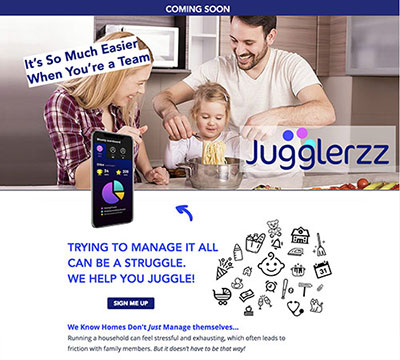 COMING SOON
It's So Much Easier
When You're a Team
Jugglerzz
TRYING TO MANAGE IT ALL
CAN BE A STRUGGLE.
WE HELP YOU JUGGLE!
31
SIGN ME UP
We Know Homes Don't Just Manage themselves...
Running a household can feel stressful and exhausting, which often leads to
friction with family members. But it doesn't have to be that way!